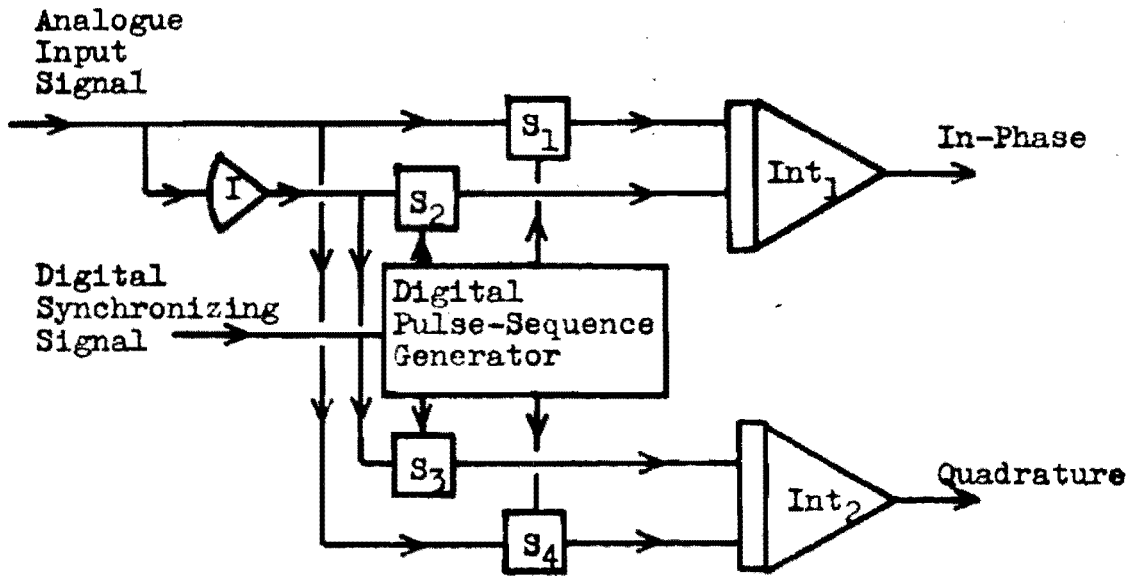 Analogue
Input
Signal
S1
In-Phase
Int1
I
S2
Digital
Synchronizing
Signal
Digital
Pulse-Sequence
Generator
S3
Quadrature
Int2
S4